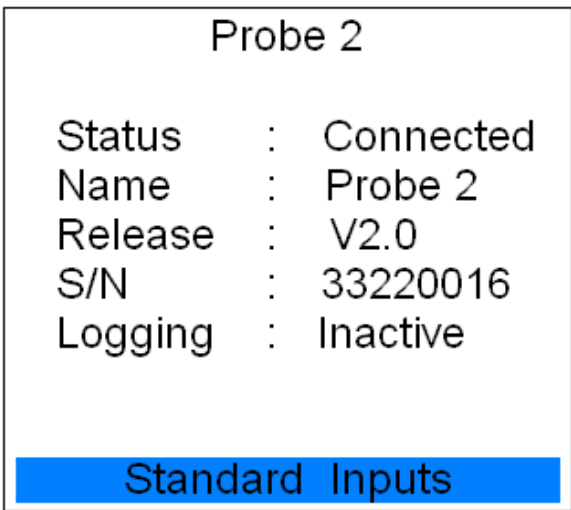 Probe 2
Status : Connected
Name : Probe 2
Release : V2.0
S/N : 33220016
Logging : Inactive
Standard Inputs